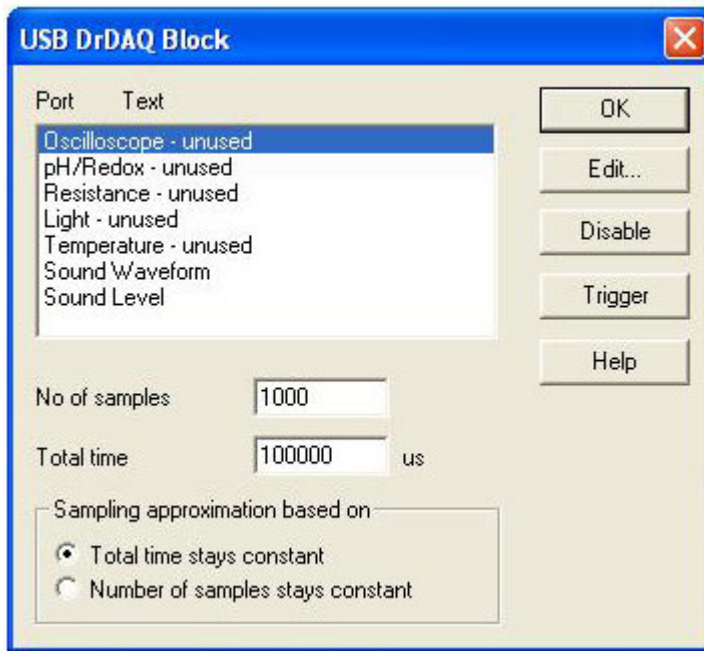 USB DrDAQ Block
Port Text
Oscilloscope - unused
pH/Redox - unused
Resistance - unused
Light - unused
Temperature - unused
Sound Waveform
Sound Level
OK
Edit...
Disable
Trigger
Help
No of samples 1000
Total time 100000 us
Sampling approximation based on
Total time stays constant
Number of samples stays constant